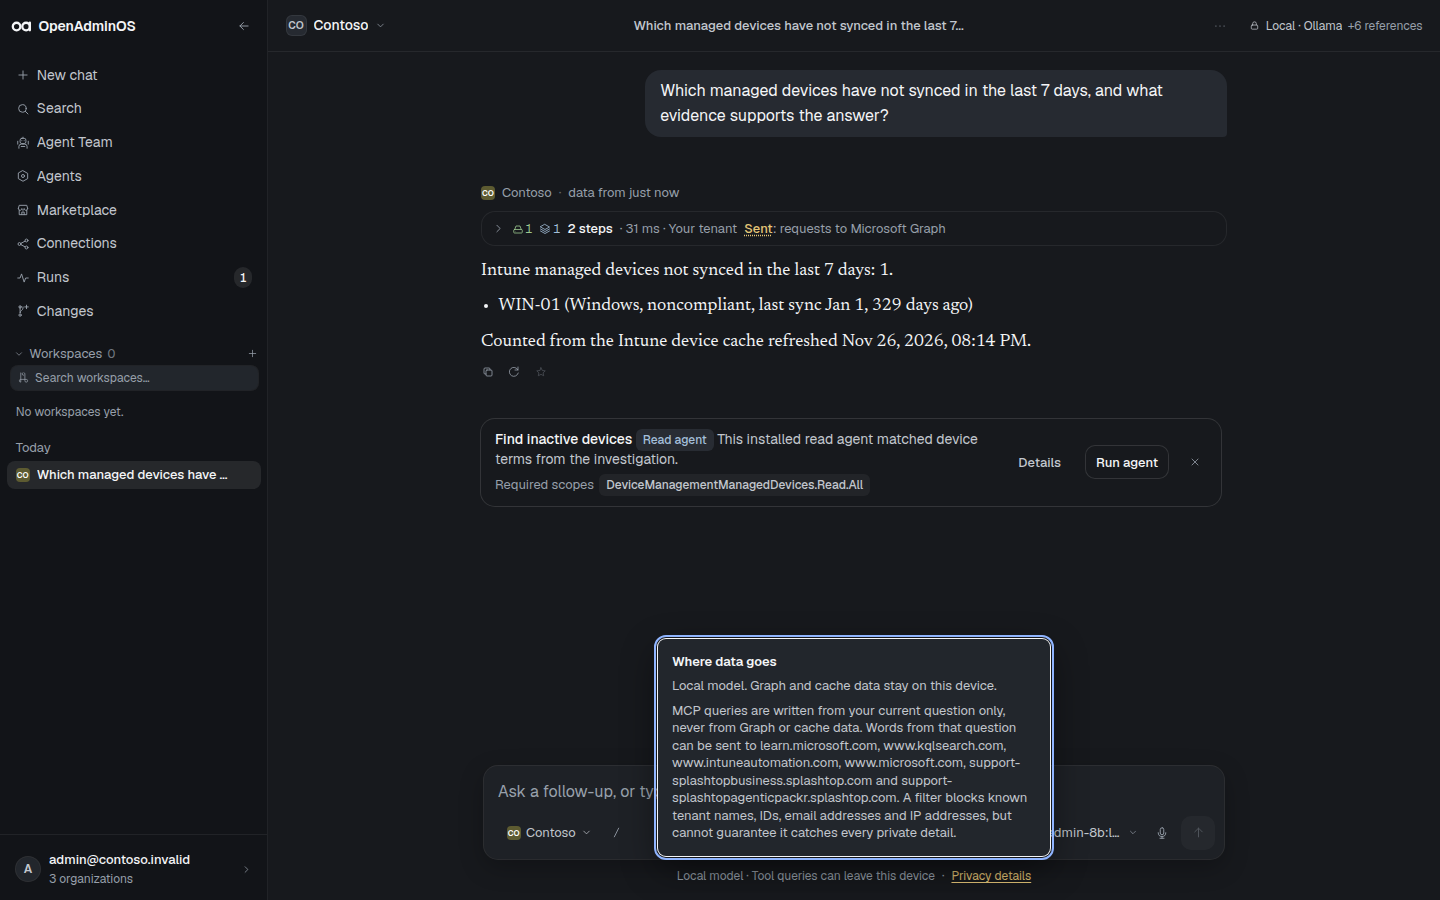 OpenAdminOS
New chat
Search
Agent Team
Agents
Marketplace
Connections
Runs 1
Changes
Workspaces 0
Search workspaces...
No workspaces yet.
Today
CO Which managed devices have ...
A admin@contoso.invalid
3 organizations
CO Contoso
Which managed devices have not synced in the last 7...
Local · Ollama +6 references
Which managed devices have not synced in the last 7 days, and what
evidence supports the answer?
CO Contoso · data from just now
1 1 2 steps · 31 ms · Your tenant Sent: requests to Microsoft Graph
Intune managed devices not synced in the last 7 days: 1.
• WIN-01 (Windows, noncompliant, last sync Jan 1, 329 days ago)
Counted from the Intune device cache refreshed Nov 26, 2026, 08:14 PM.
Find inactive devices Read agent This installed read agent matched device
terms from the investigation.
Required scopes DeviceManagementManagedDevices.Read.All
Details
Run agent
Where data goes
Local model. Graph and cache data stay on this device.
MCP queries are written from your current question only,
never from Graph or cache data. Words from that question
can be sent to learn.microsoft.com, www.kqlsearch.com,
www.intuneautomation.com, www.microsoft.com, support-
splashtopbusiness.splashtop.com and support-
splashtopagenticpackr.splashtop.com. A filter blocks known
tenant names, IDs, email addresses and IP addresses, but
cannot guarantee it catches every private detail.
Ask a follow-up, or ty
CO Contoso /
dmin-8b:l...
Local model · Tool queries can leave this device · Privacy details